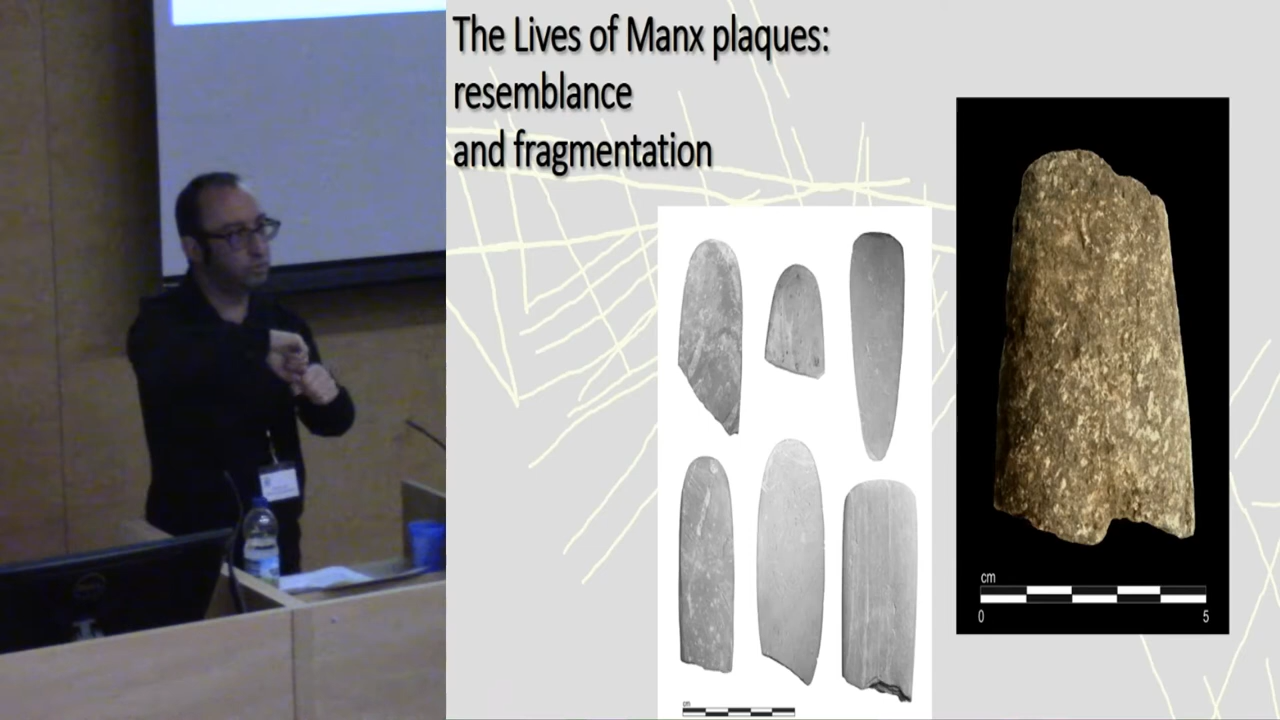 The Lives of Manx plaques:
resemblance
and fragmentation
cm
0 5
cm